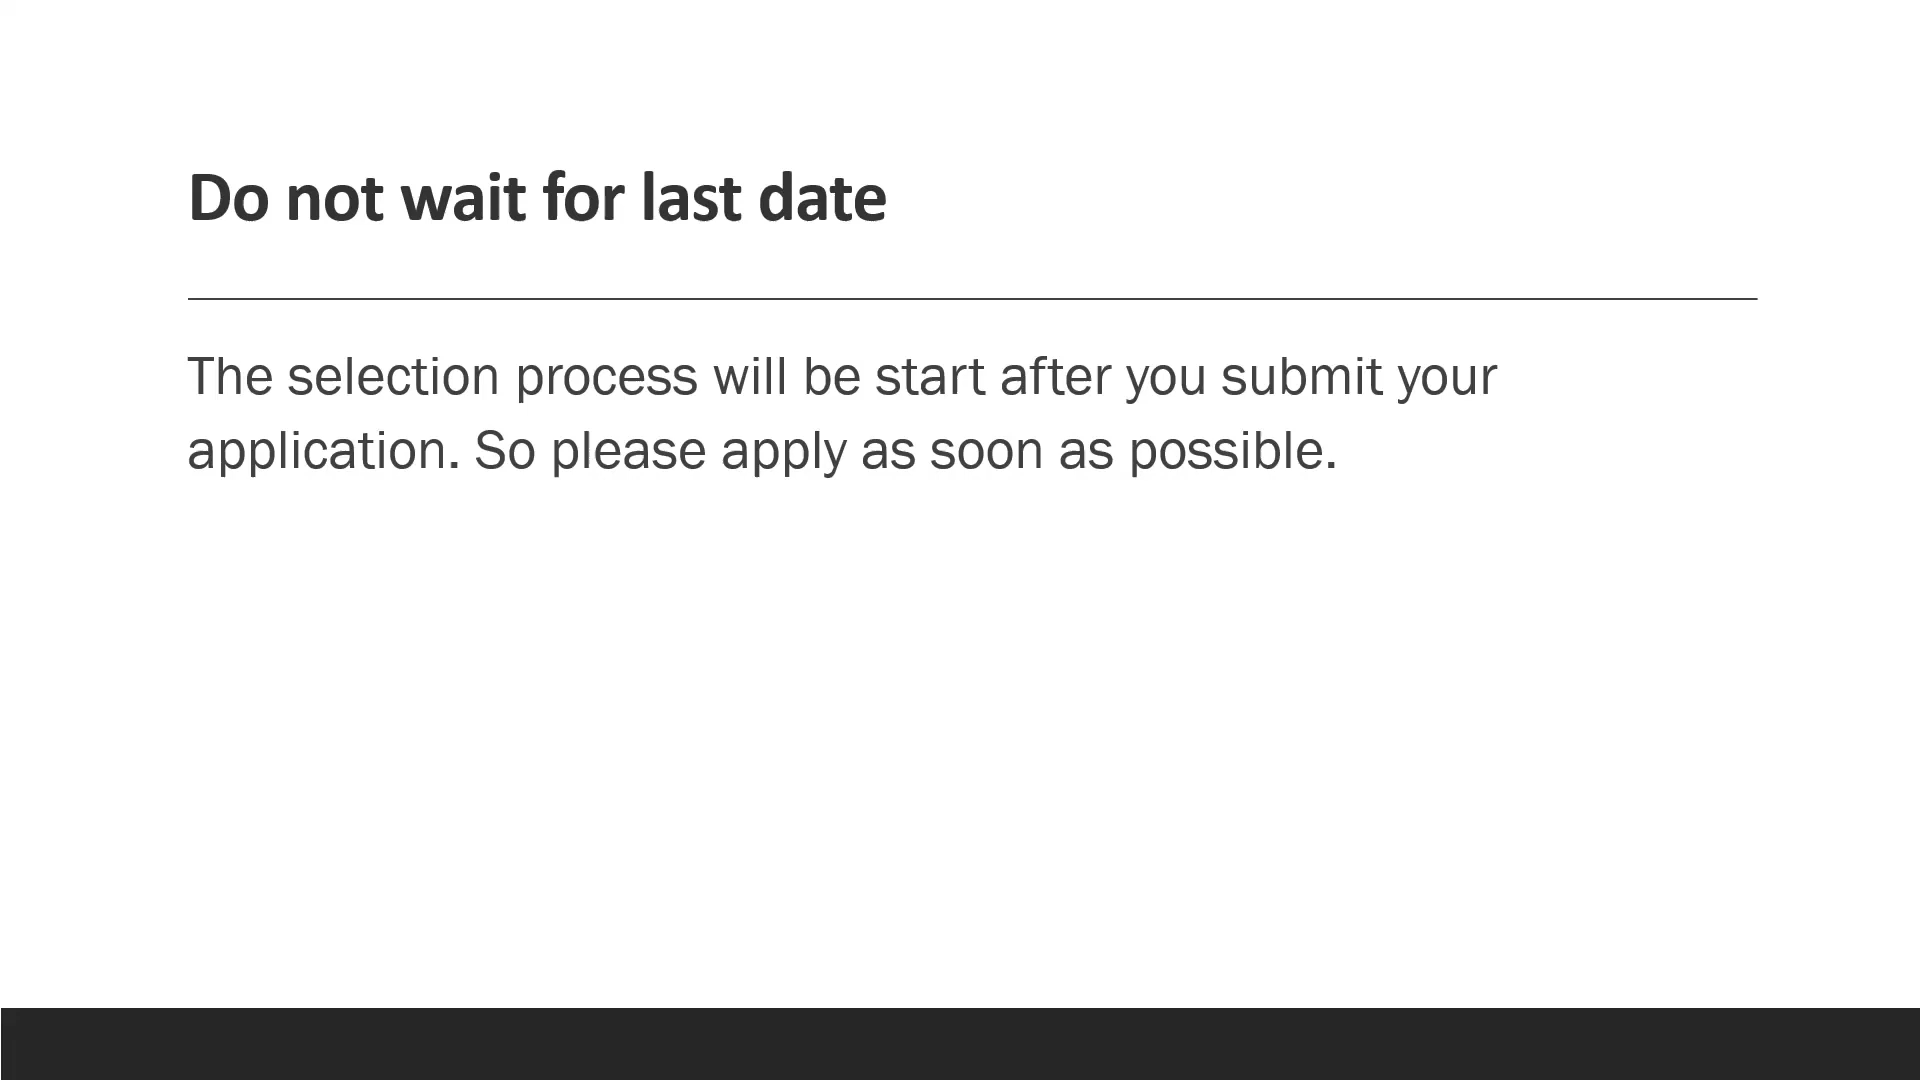 Do not wait for last date
The selection process will be start after you submit your
application. So please apply as soon as possible.